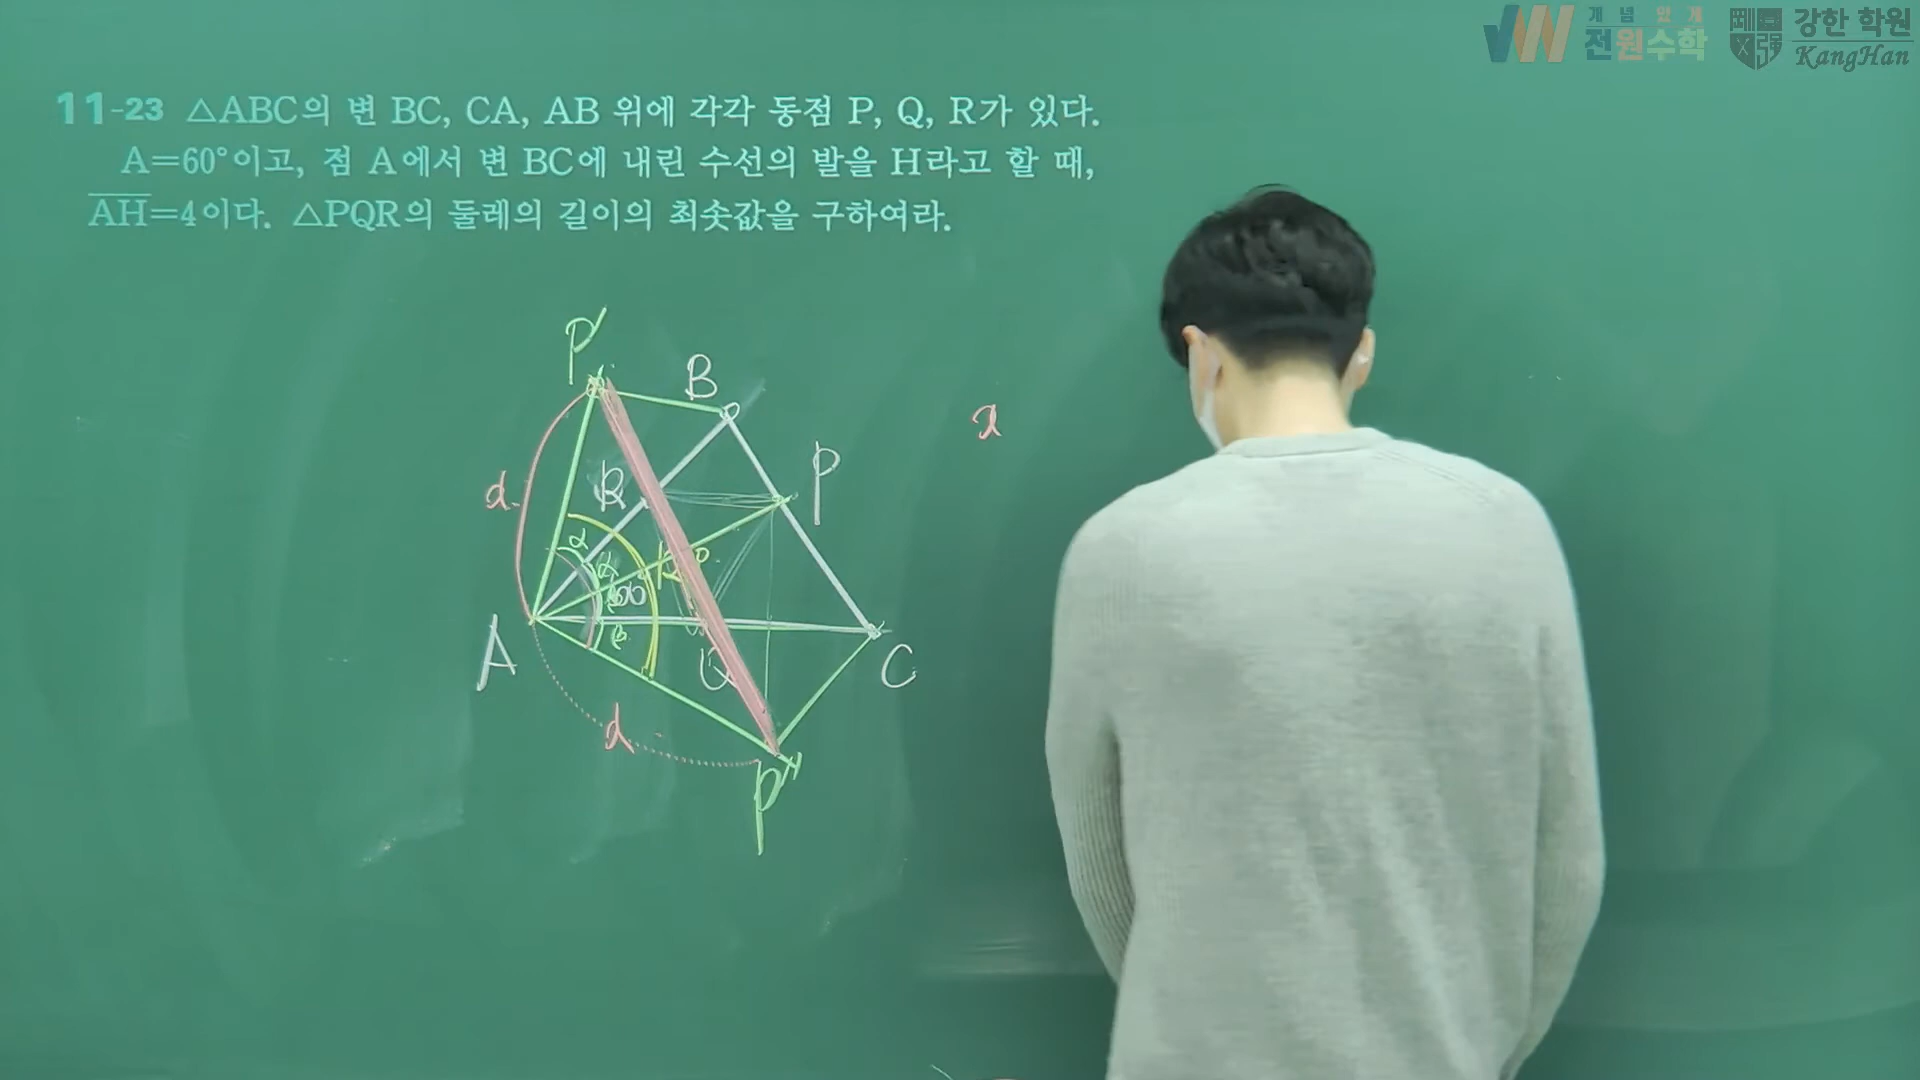 개념있게
전원수학
강한 학원
KangHan
11-23 △ABC의 변 BC, CA, AB 위에 각각 동점 P, Q, R가 있다.
A=60°이고, 점 A에서 변 BC에 내린 수선의 발을 H라고 할 때,
AH=4이다. △PQR의 둘레의 길이의 최솟값을 구하여라.
P'
B
P
R
d
α
α
A
Q
C
d
P"